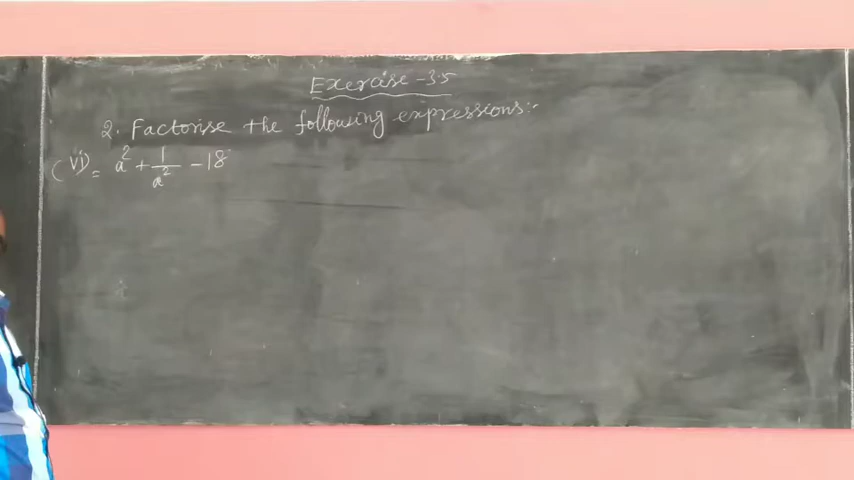 Exercise - 3.5
2. Factorise the following expressions:-
(vi) = a² + 1/a² - 18